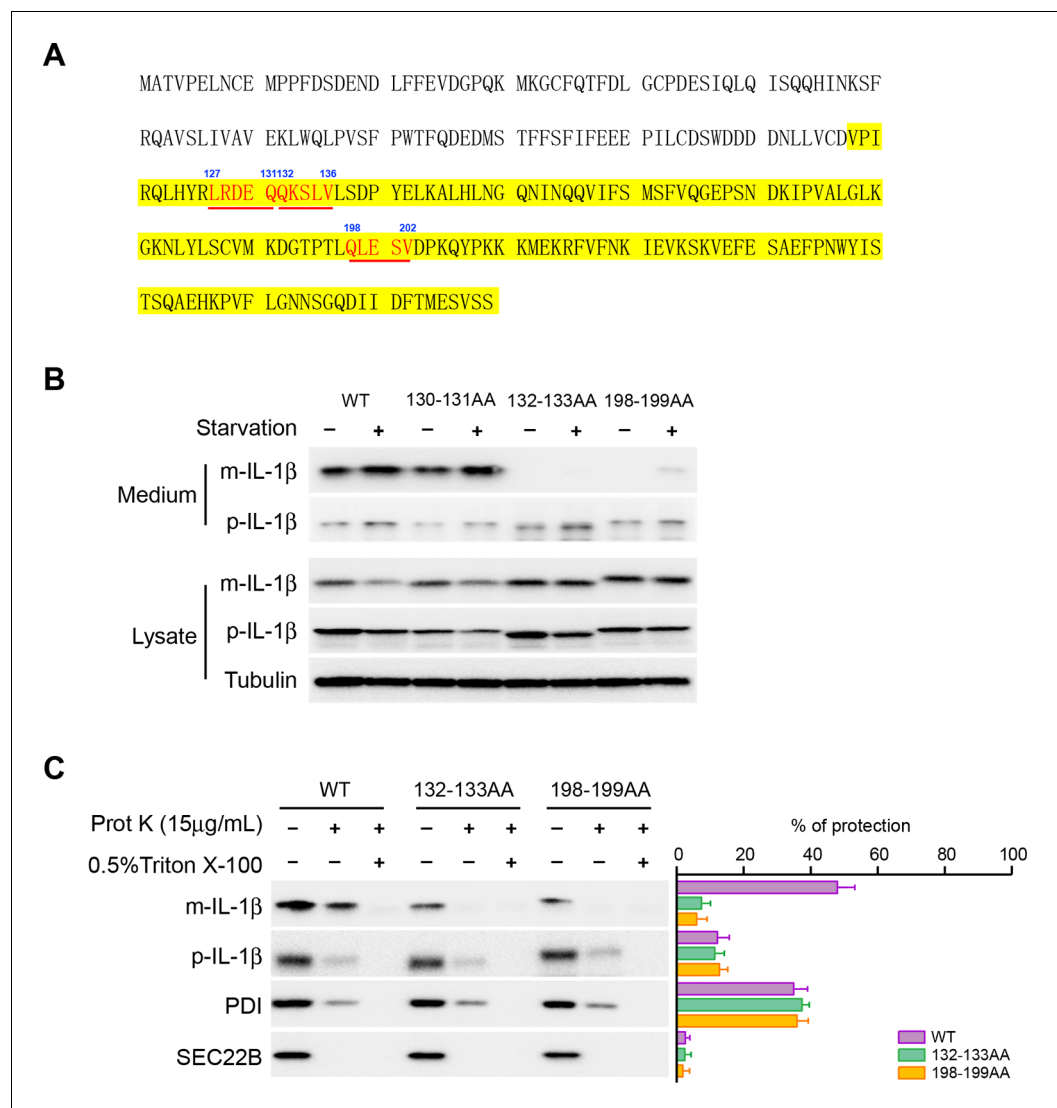 A
MATVPELNCE MPPFDSDEND LFFEVDGPQK MKGCFQTFDL GCPDESIQLQ ISQQHINKSF
RQAVSLIVAV EKLWQLPVSF PWTFQDEDMS TFFSFIFEEE PILCDSWDDD DNLLVCDVPI
127 131 132 136
RQLHYRLRDE QQKSLVLSDP YELKALHLNG QNINQQVIFS MSFVQGEPSN DKIPVALGLK
198 202
GKNLYLSCVM KDGTPTLQLE SVDPKQYPKK KMEKRFVFNK IEVKSKVEFE SAEFPNWYIS
TSQAEHKPVF LGNNSGQDII DFTMESVSS
B
WT 130-131AA 132-133AA 198-199AA
Starvation − + − + − + − +
Medium
m-IL-1β
p-IL-1β
Lysate
m-IL-1β
p-IL-1β
Tubulin
C
WT 132-133AA 198-199AA
Prot K (15μg/mL) − + + − + + − + +
0.5%Triton X-100 − − + − − + − − +
m-IL-1β
p-IL-1β
PDI
SEC22B
% of protection
0 20 40 60 80 100
WT
132-133AA
198-199AA